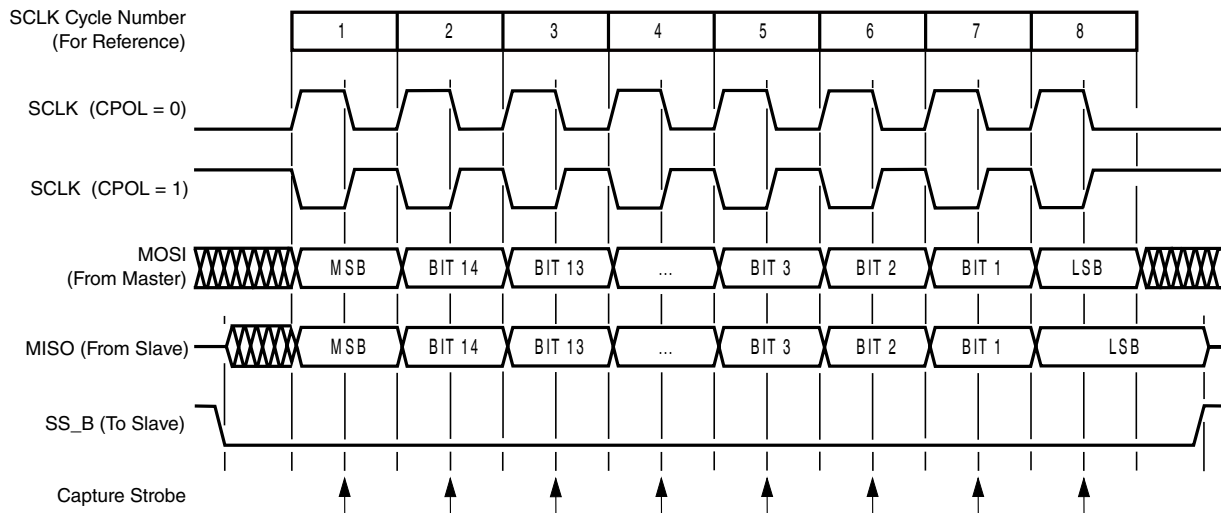 SCLK Cycle Number
(For Reference)
1 2 3 4 5 6 7 8
SCLK (CPOL = 0)
SCLK (CPOL = 1)
MOSI
(From Master)
MSB BIT 14 BIT 13 ... BIT 3 BIT 2 BIT 1 LSB
MISO (From Slave)
MSB BIT 14 BIT 13 ... BIT 3 BIT 2 BIT 1 LSB
SS_B (To Slave)
Capture Strobe